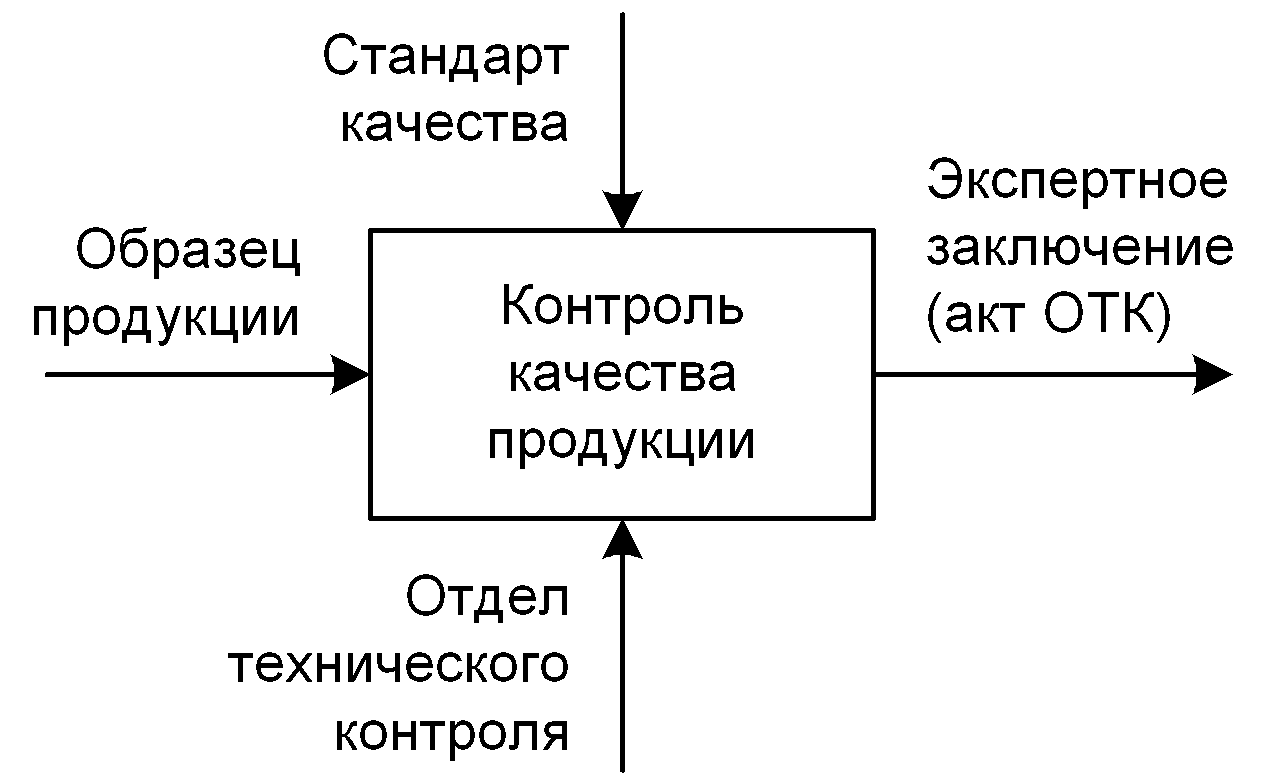 Стандарт
качества
Образец
продукции
Контроль
качества
продукции
Экспертное
заключение
(акт ОТК)
Отдел
технического
контроля